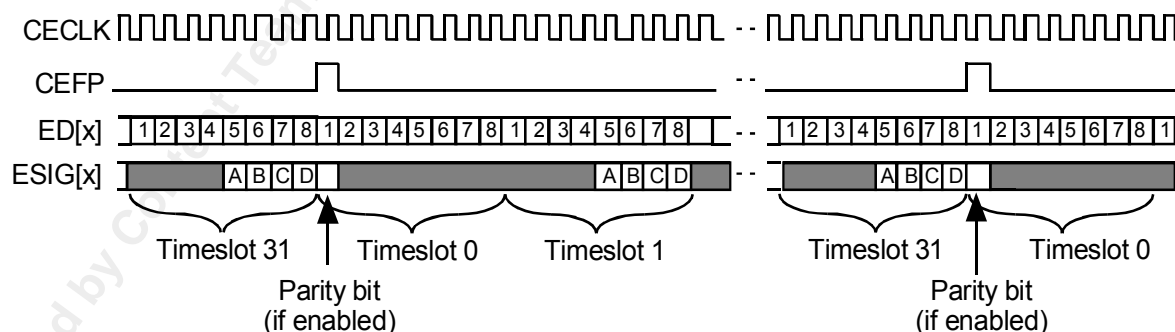 CECLK - -
CEFP - -
ED[x] 1 2 3 4 5 6 7 8 1 2 3 4 5 6 7 8 1 2 3 4 5 6 7 8 - - 1 2 3 4 5 6 7 8 1 2 3 4 5 6 7 8 1
ESIG[x] A B C D A B C D - - A B C D
Timeslot 31 Timeslot 0 Timeslot 1 Timeslot 31 Timeslot 0
Parity bit Parity bit
(if enabled) (if enabled)
d by Co